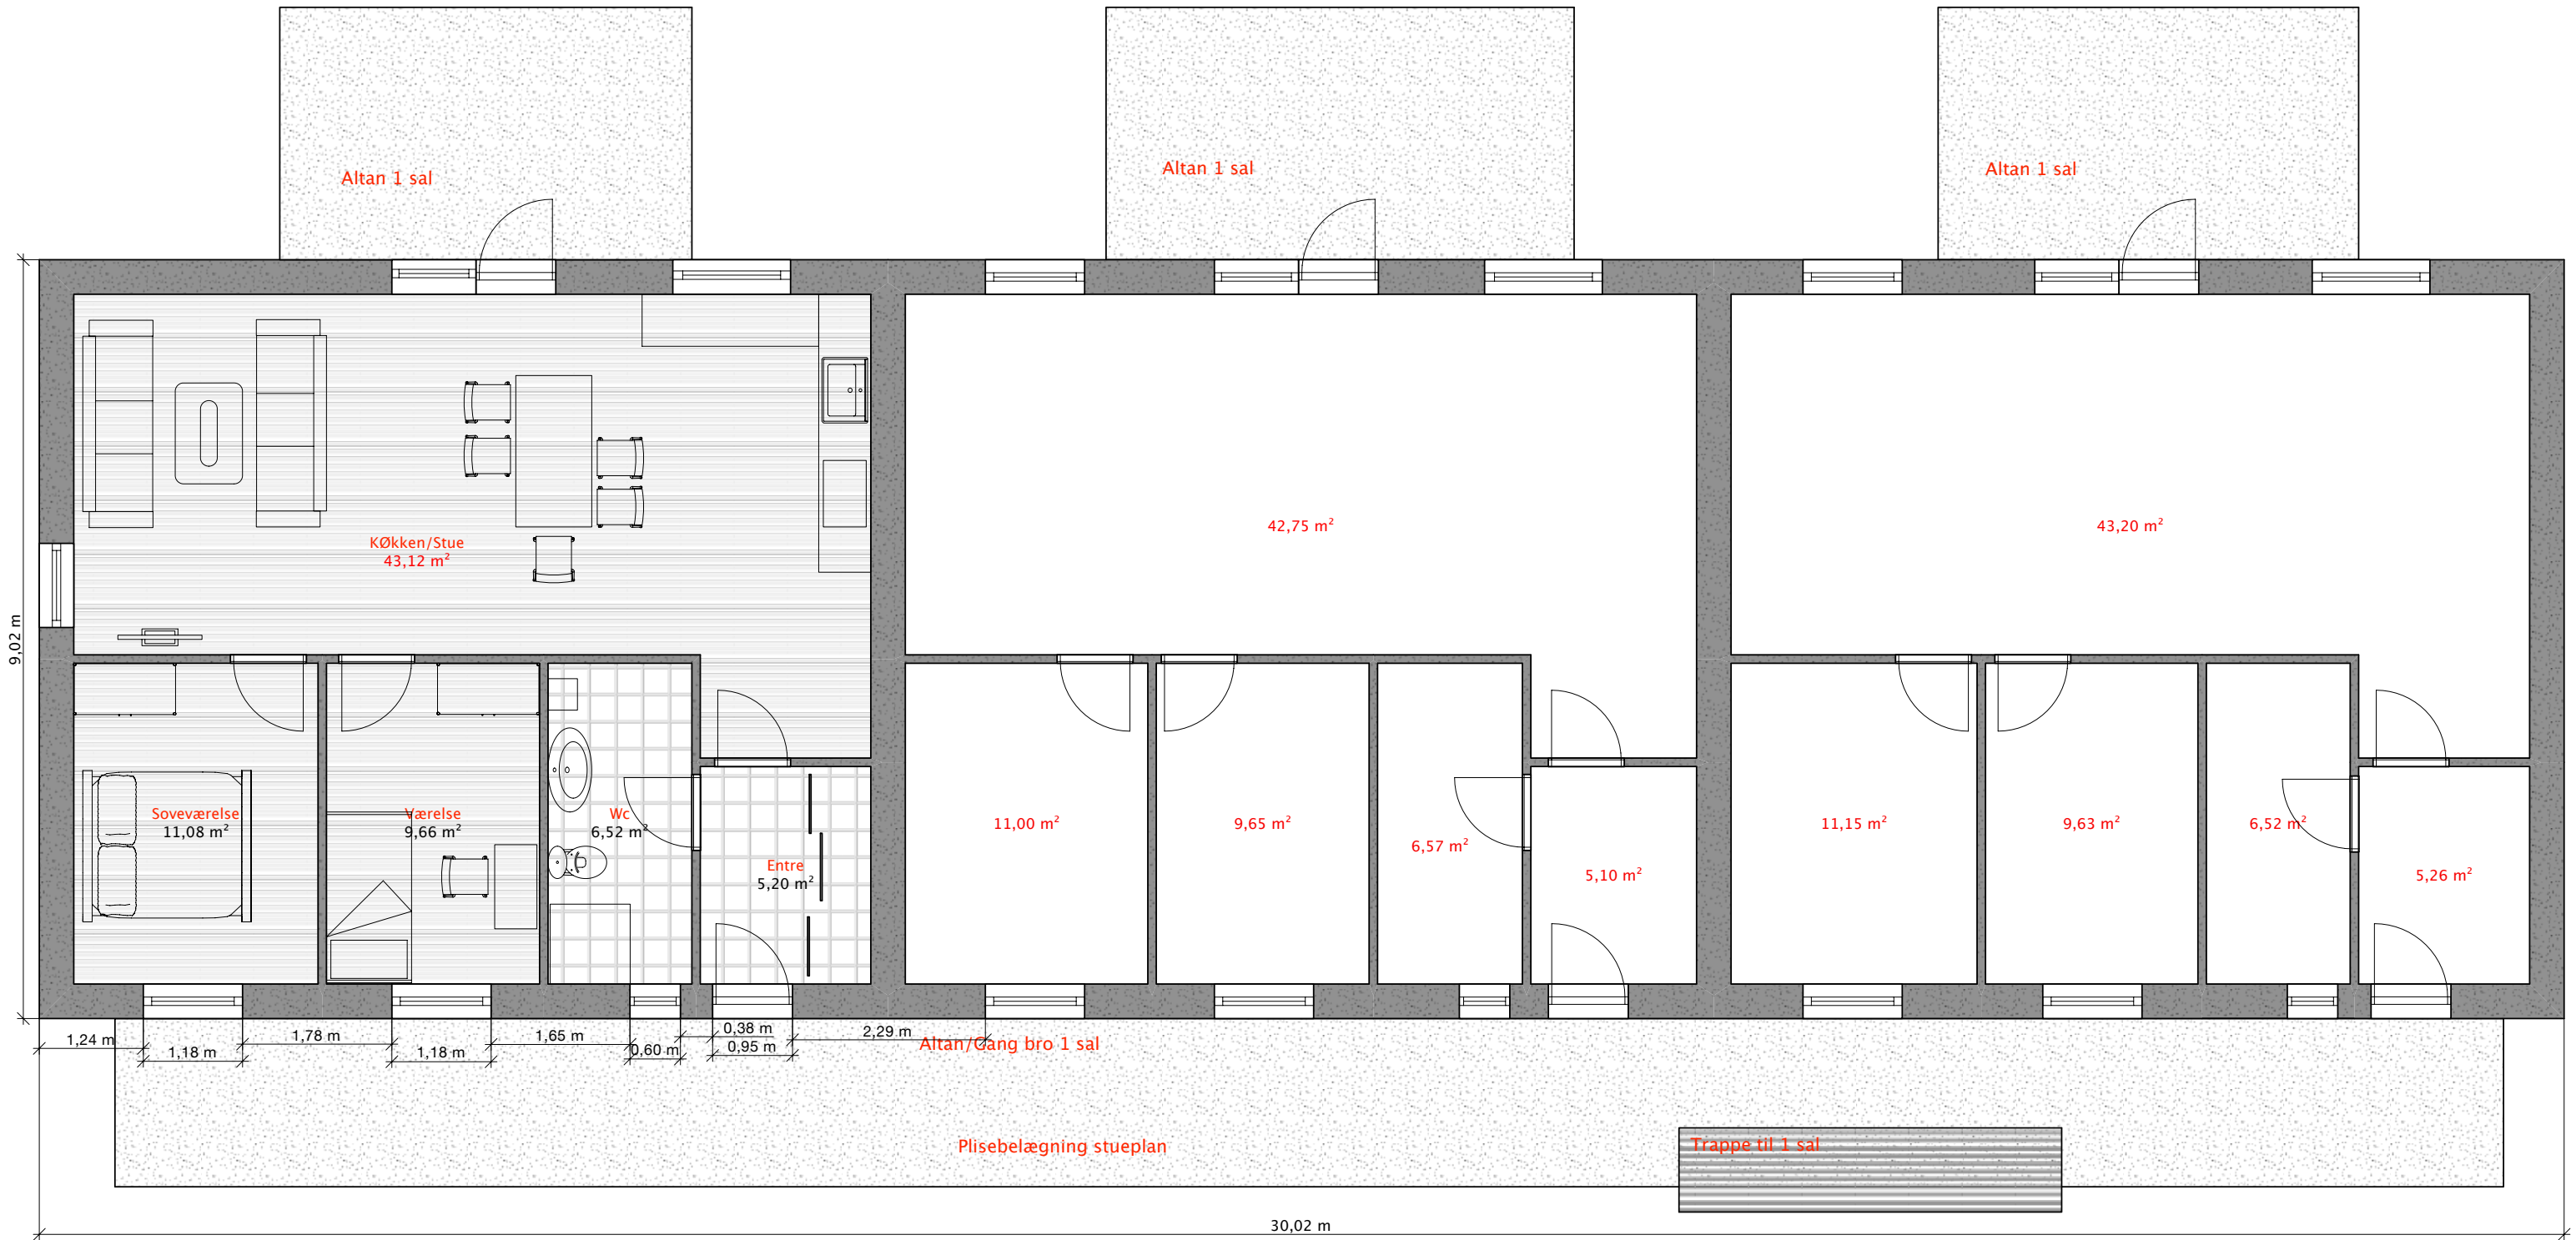 Altan 1 sal
Altan 1 sal
Altan 1 sal
9,02 m
KØkken/Stue
43,12 m²
42,75 m²
43,20 m²
Soveværelse
11,08 m²
Værelse
9,66 m²
Wc
6,52 m²
Entre
5,20 m²
11,00 m²
9,65 m²
6,57 m²
5,10 m²
11,15 m²
9,63 m²
6,52 m²
5,26 m²
1,24 m
1,18 m
1,78 m
1,18 m
1,65 m
0,60 m
0,38 m
0,95 m
2,29 m
Altan/Gang bro 1 sal
Plisebelægning stueplan
Trappe til 1 sal
30,02 m